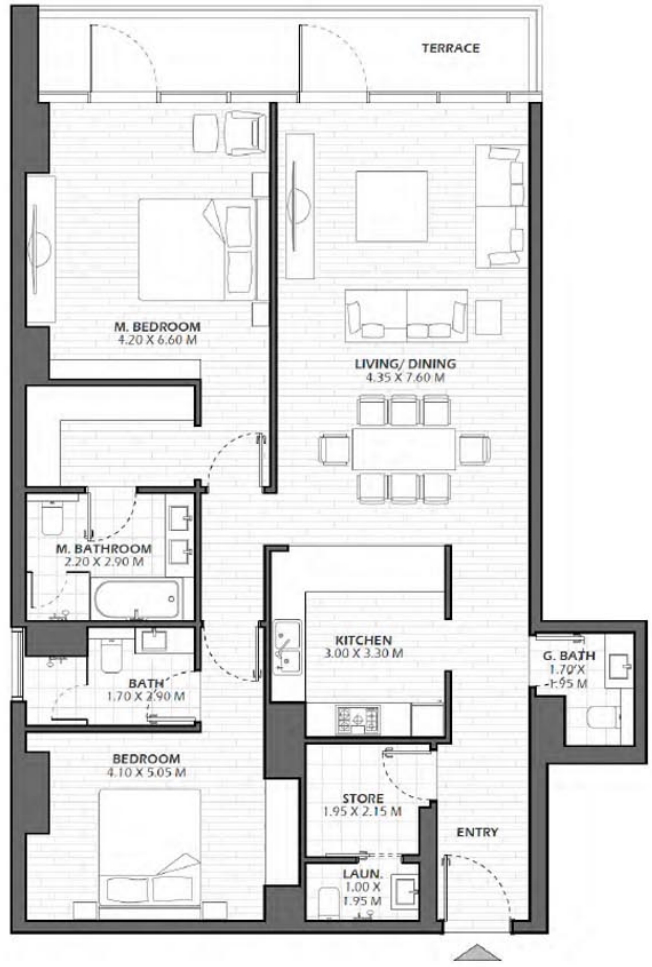 TERRACE
M. BEDROOM
4.20 X 6.60 M
LIVING/ DINING
4.35 X 7.60 M
M. BATHROOM
2.20 X 2.90 M
KITCHEN
3.00 X 3.30 M
G. BATH
1.70 X
1.95 M
BATH
1.70 X 2.90 M
BEDROOM
4.10 X 5.05 M
STORE
1.95 X 2.15 M
ENTRY
LAUN.
1.00 X
1.95 M